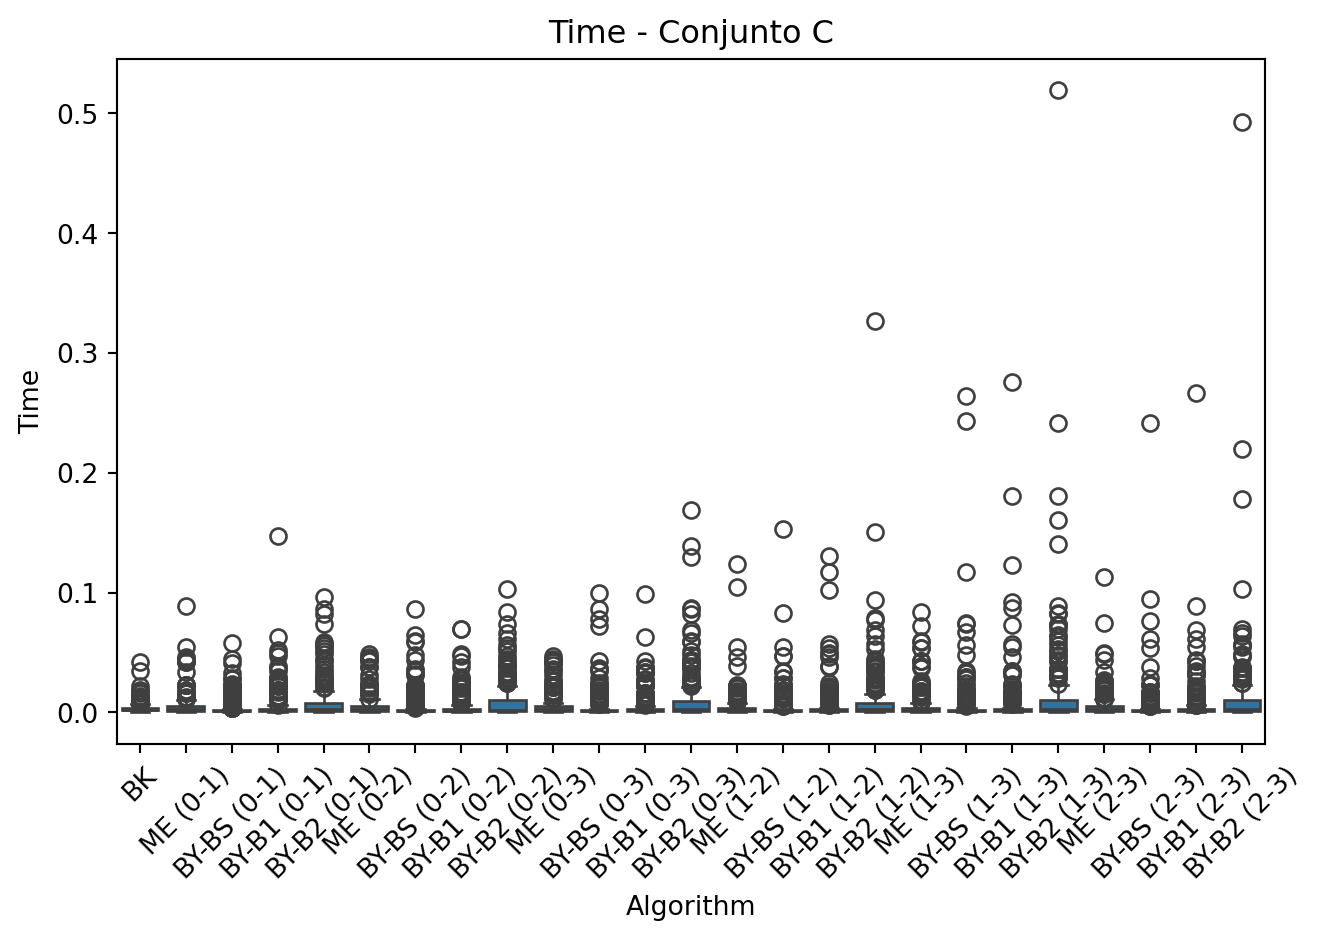 Time - Conjunto C
Time
0.5
0.4
0.3
0.2
0.1
0.0
BK
ME (0-1)
BY-BS (0-1)
BY-B1 (0-1)
BY-B2 (0-1)
ME (0-2)
BY-BS (0-2)
BY-B1 (0-2)
BY-B2 (0-2)
ME (0-3)
BY-BS (0-3)
BY-B1 (0-3)
BY-B2 (0-3)
ME (1-2)
BY-BS (1-2)
BY-B1 (1-2)
BY-B2 (1-2)
ME (1-3)
BY-BS (1-3)
BY-B1 (1-3)
BY-B2 (1-3)
ME (2-3)
BY-BS (2-3)
BY-B1 (2-3)
BY-B2 (2-3)
Algorithm